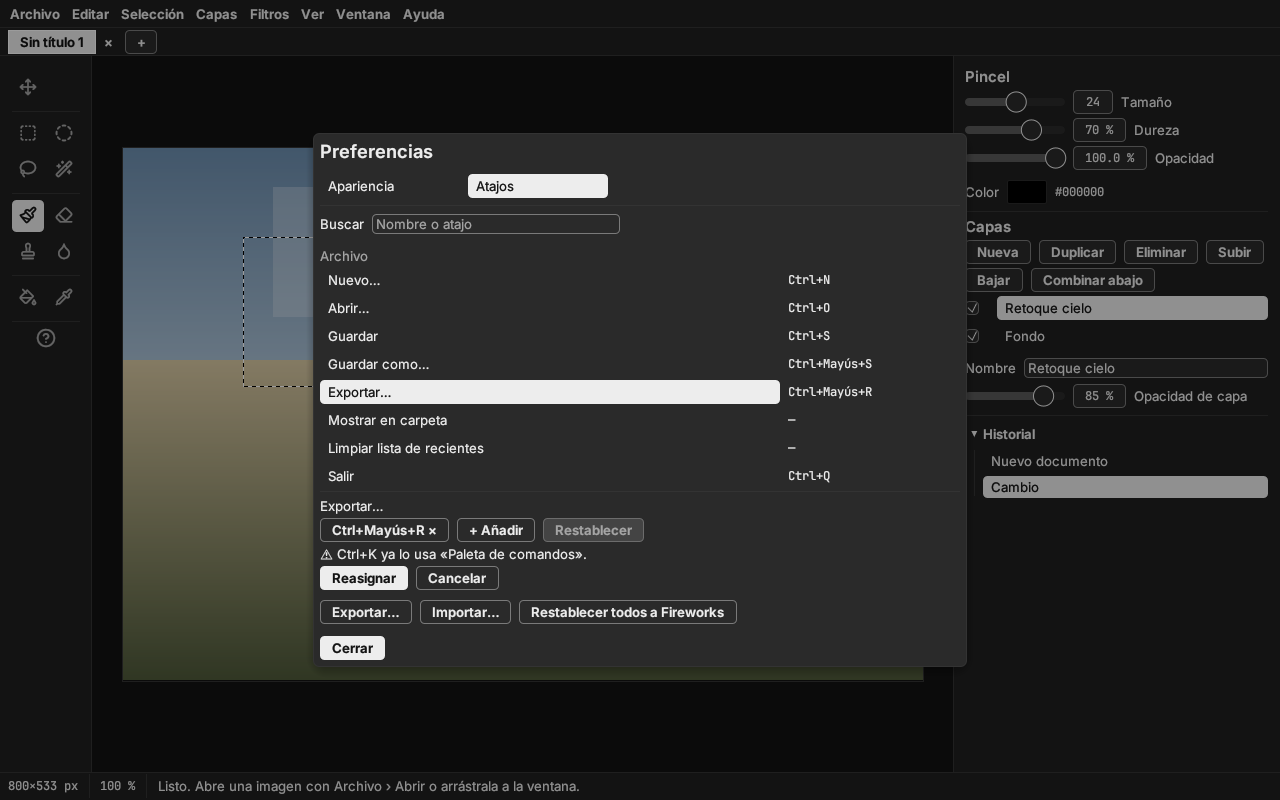 Archivo Editar Selección Capas Filtros Ver Ventana Ayuda
Sin título 1 × +
Pincel
24 Tamaño
70 % Dureza
100.0 % Opacidad
Color #000000
Capas
Nueva Duplicar Eliminar Subir
Bajar Combinar abajo
Retoque cielo
Fondo
Nombre Retoque cielo
85 % Opacidad de capa
▼ Historial
Nuevo documento
Cambio
Preferencias
Apariencia Atajos
Buscar Nombre o atajo
Archivo
Nuevo... Ctrl+N
Abrir... Ctrl+O
Guardar Ctrl+S
Guardar como... Ctrl+Mayús+S
Exportar... Ctrl+Mayús+R
Mostrar en carpeta —
Limpiar lista de recientes —
Salir Ctrl+Q
Exportar...
Ctrl+Mayús+R × + Añadir Restablecer
⚠ Ctrl+K ya lo usa «Paleta de comandos».
Reasignar Cancelar
Exportar... Importar... Restablecer todos a Fireworks
Cerrar
800×533 px 100 % Listo. Abre una imagen con Archivo › Abrir o arrástrala a la ventana.